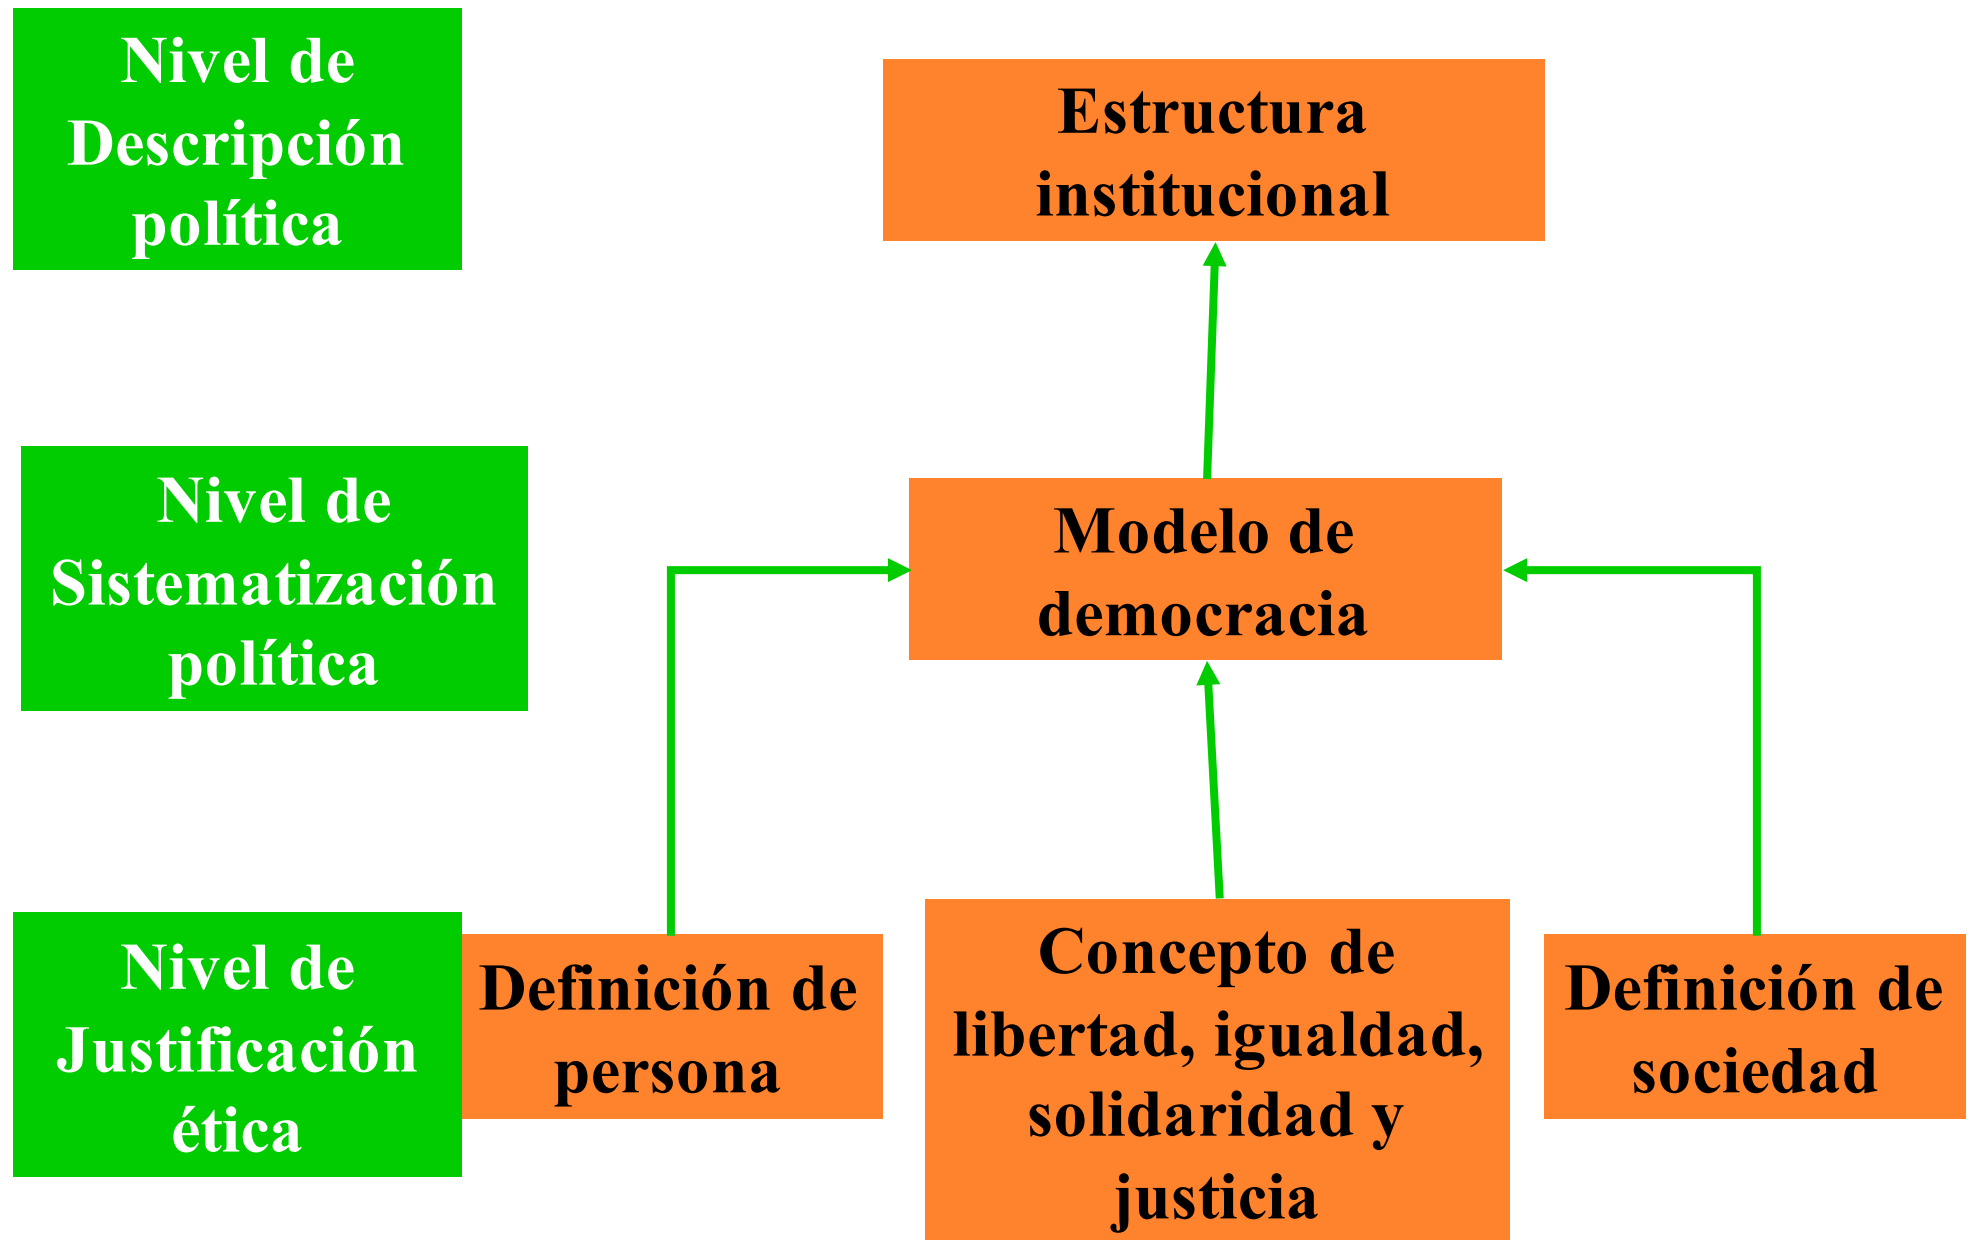 Nivel de
Descripción
política
Estructura
institucional
Nivel de
Sistematización
política
Modelo de
democracia
Nivel de
Justificación
ética
Definición de
persona
Concepto de
libertad, igualdad,
solidaridad y
justicia
Definición de
sociedad